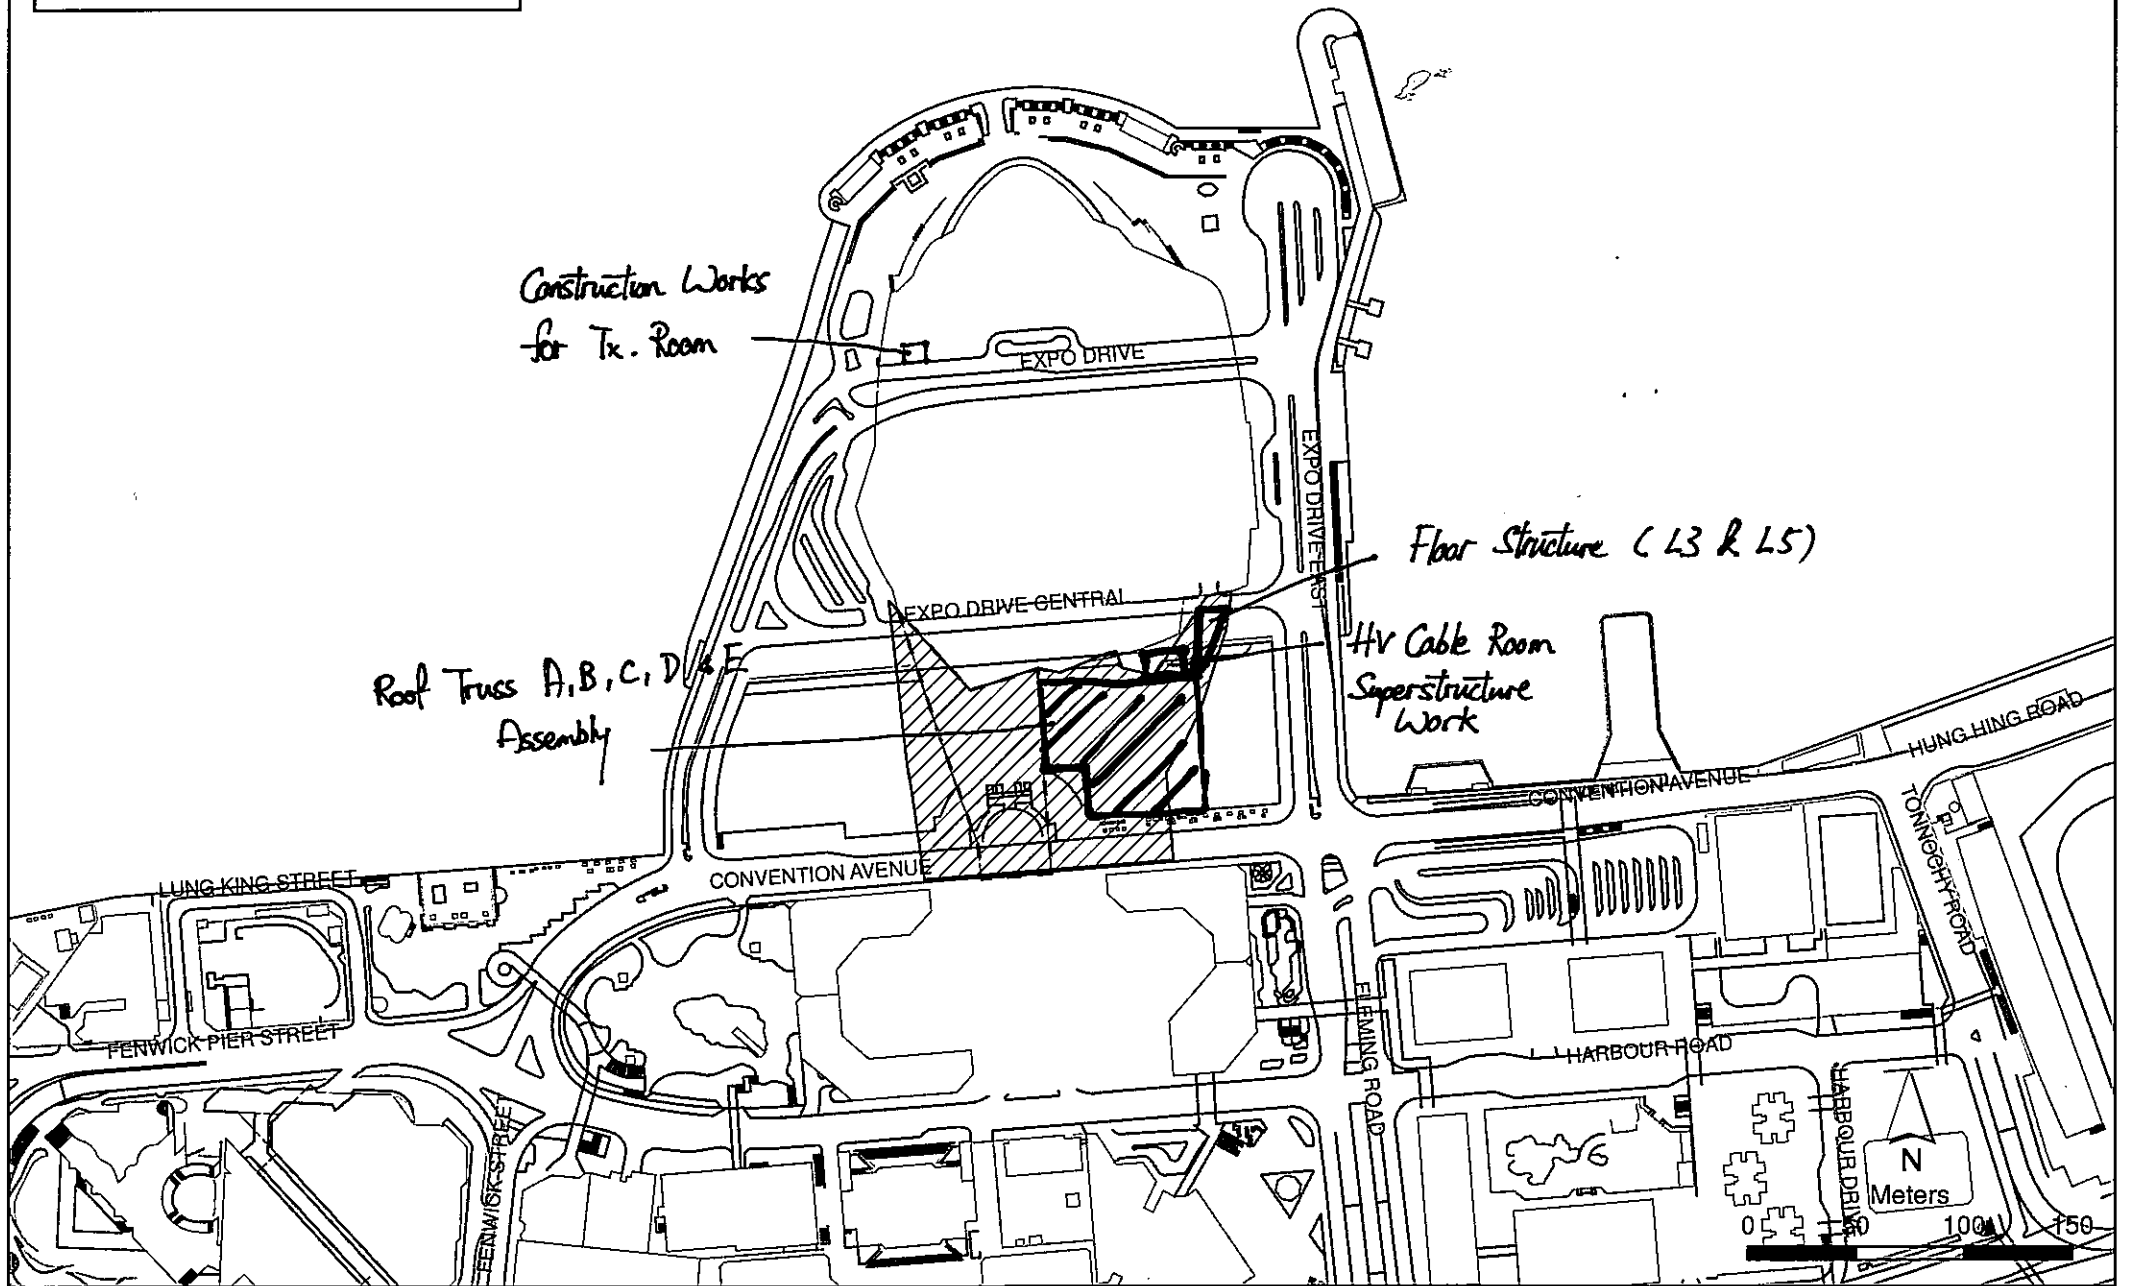 Construction Works
for Tx. Room
EXPO DRIVE
EXPO DRIVE EAST
Floor Structure ( L3 & L5 )
EXPO DRIVE CENTRAL
HV Cable Room
Superstructure
Work
Roof Truss A, B, C, D & E
Assembly
HUNG HING ROAD
CONVENTION AVENUE
TONNOCHY ROAD
CONVENTION AVENUE
LUNG KING STREET
FENWICK PIER STREET
FLEMING ROAD
HARBOUR ROAD
HARBOUR DRIVE
FENWICK STREET
N
Meters
0 50 100 150